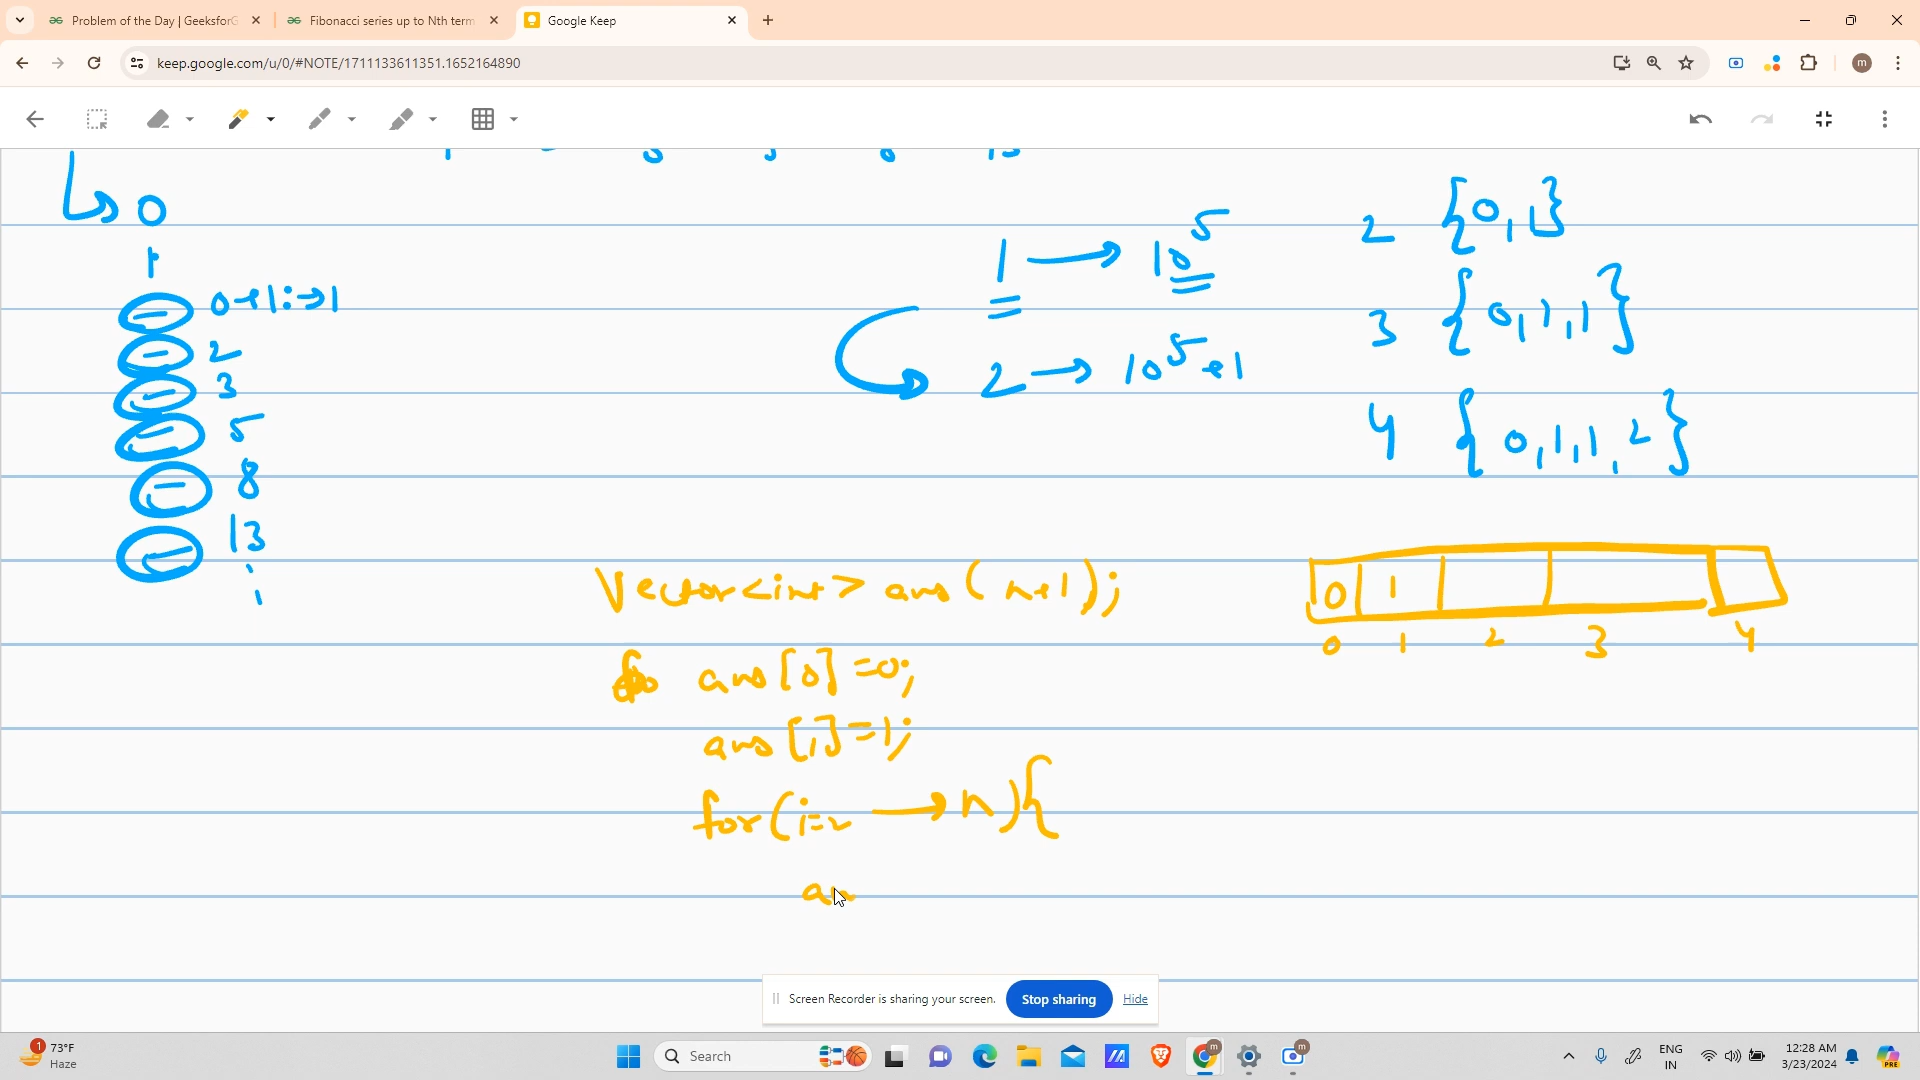 Problem of the Day | GeeksforG
Fibonacci series up to Nth term
Google Keep
keep.google.com/u/0/#NOTE/1711133611351.1652164890
m
0
1
0+1:→1
2
3
5
8
13
1 → 10^5
2 → 10^5+1
2 {0,1}
3 {0,1,1}
4 {0,1,1,2}
Vector<int> ans(n+1);
ans[0]=0;
ans[1]=1;
for(i=2 → n){
an
0 1
0 1 2 3 4
Screen Recorder is sharing your screen.
Stop sharing
Hide
1
73°F
Haze
Search
ENG
IN
12:28 AM
3/23/2024
PRE